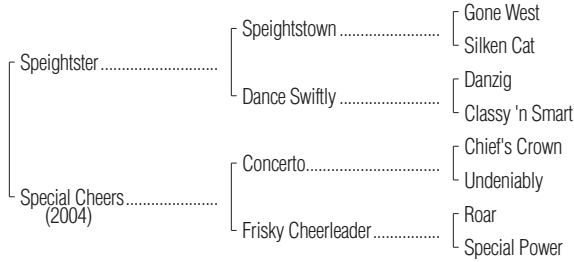 Gone West
Speightstown
Silken Cat
Speightster
Danzig
Dance Swiftly
Classy 'n Smart
Chief's Crown
Concerto
Undeniably
Special Cheers
(2004)
Roar
Frisky Cheerleader
Special Power